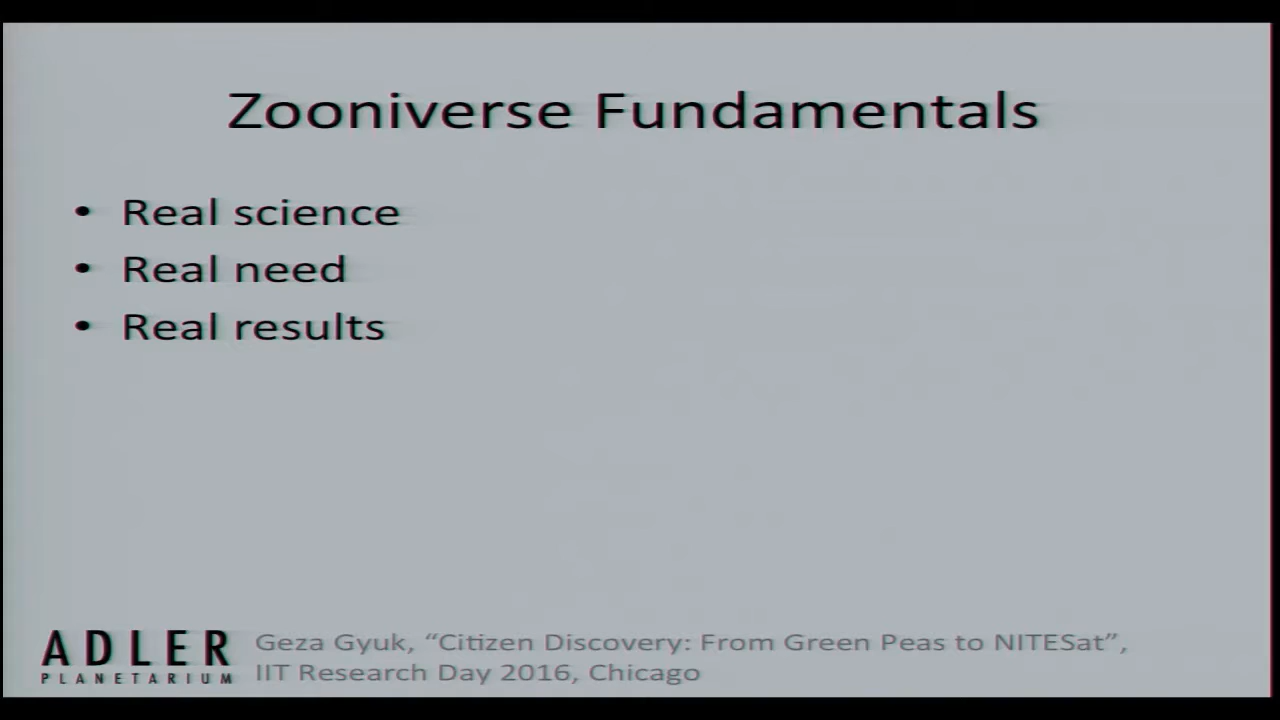 Zooniverse Fundamentals
• Real science
• Real need
• Real results
ADLER
PLANETARIUM
Geza Gyuk, “Citizen Discovery: From Green Peas to NITESat”,
IIT Research Day 2016, Chicago